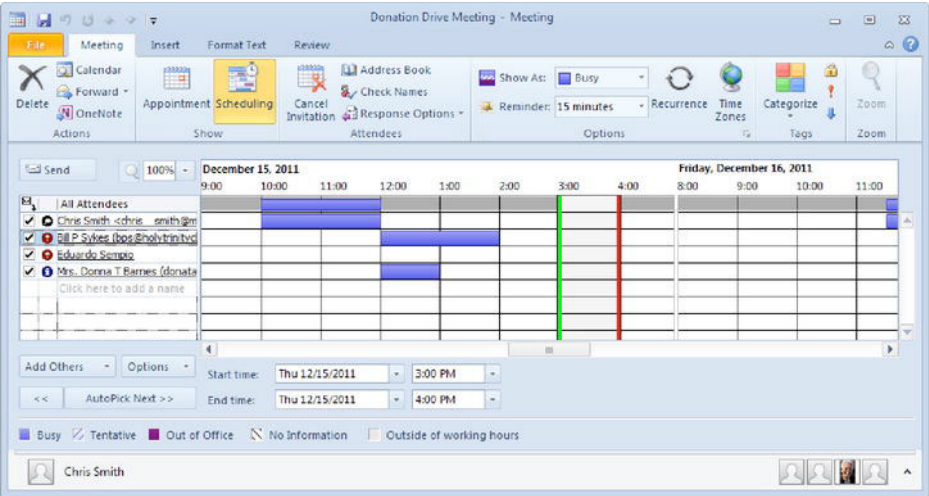 Donation Drive Meeting - Meeting
File Meeting Insert Format Text Review
Calendar
Forward
OneNote
Delete
Actions
Appointment Scheduling
Show
Cancel Invitation
Address Book
Check Names
Response Options
Attendees
Show As: Busy
Reminder: 15 minutes
Recurrence
Time Zones
Options
Categorize
Tags
Zoom
Zoom
Send 100%
December 15, 2011 Friday, December 16, 2011
9:00 10:00 11:00 12:00 1:00 2:00 3:00 4:00 8:00 9:00 10:00 11:00
All Attendees
Chris Smith <chris__smith@m
Bill P Sykes (bps@holytrinityd
Eduardo Sempio
Mrs. Donna T Barnes (donata
Click here to add a name
Add Others Options
Start time: Thu 12/15/2011 3:00 PM
<< AutoPick Next >>
End time: Thu 12/15/2011 4:00 PM
Busy Tentative Out of Office No Information Outside of working hours
Chris Smith